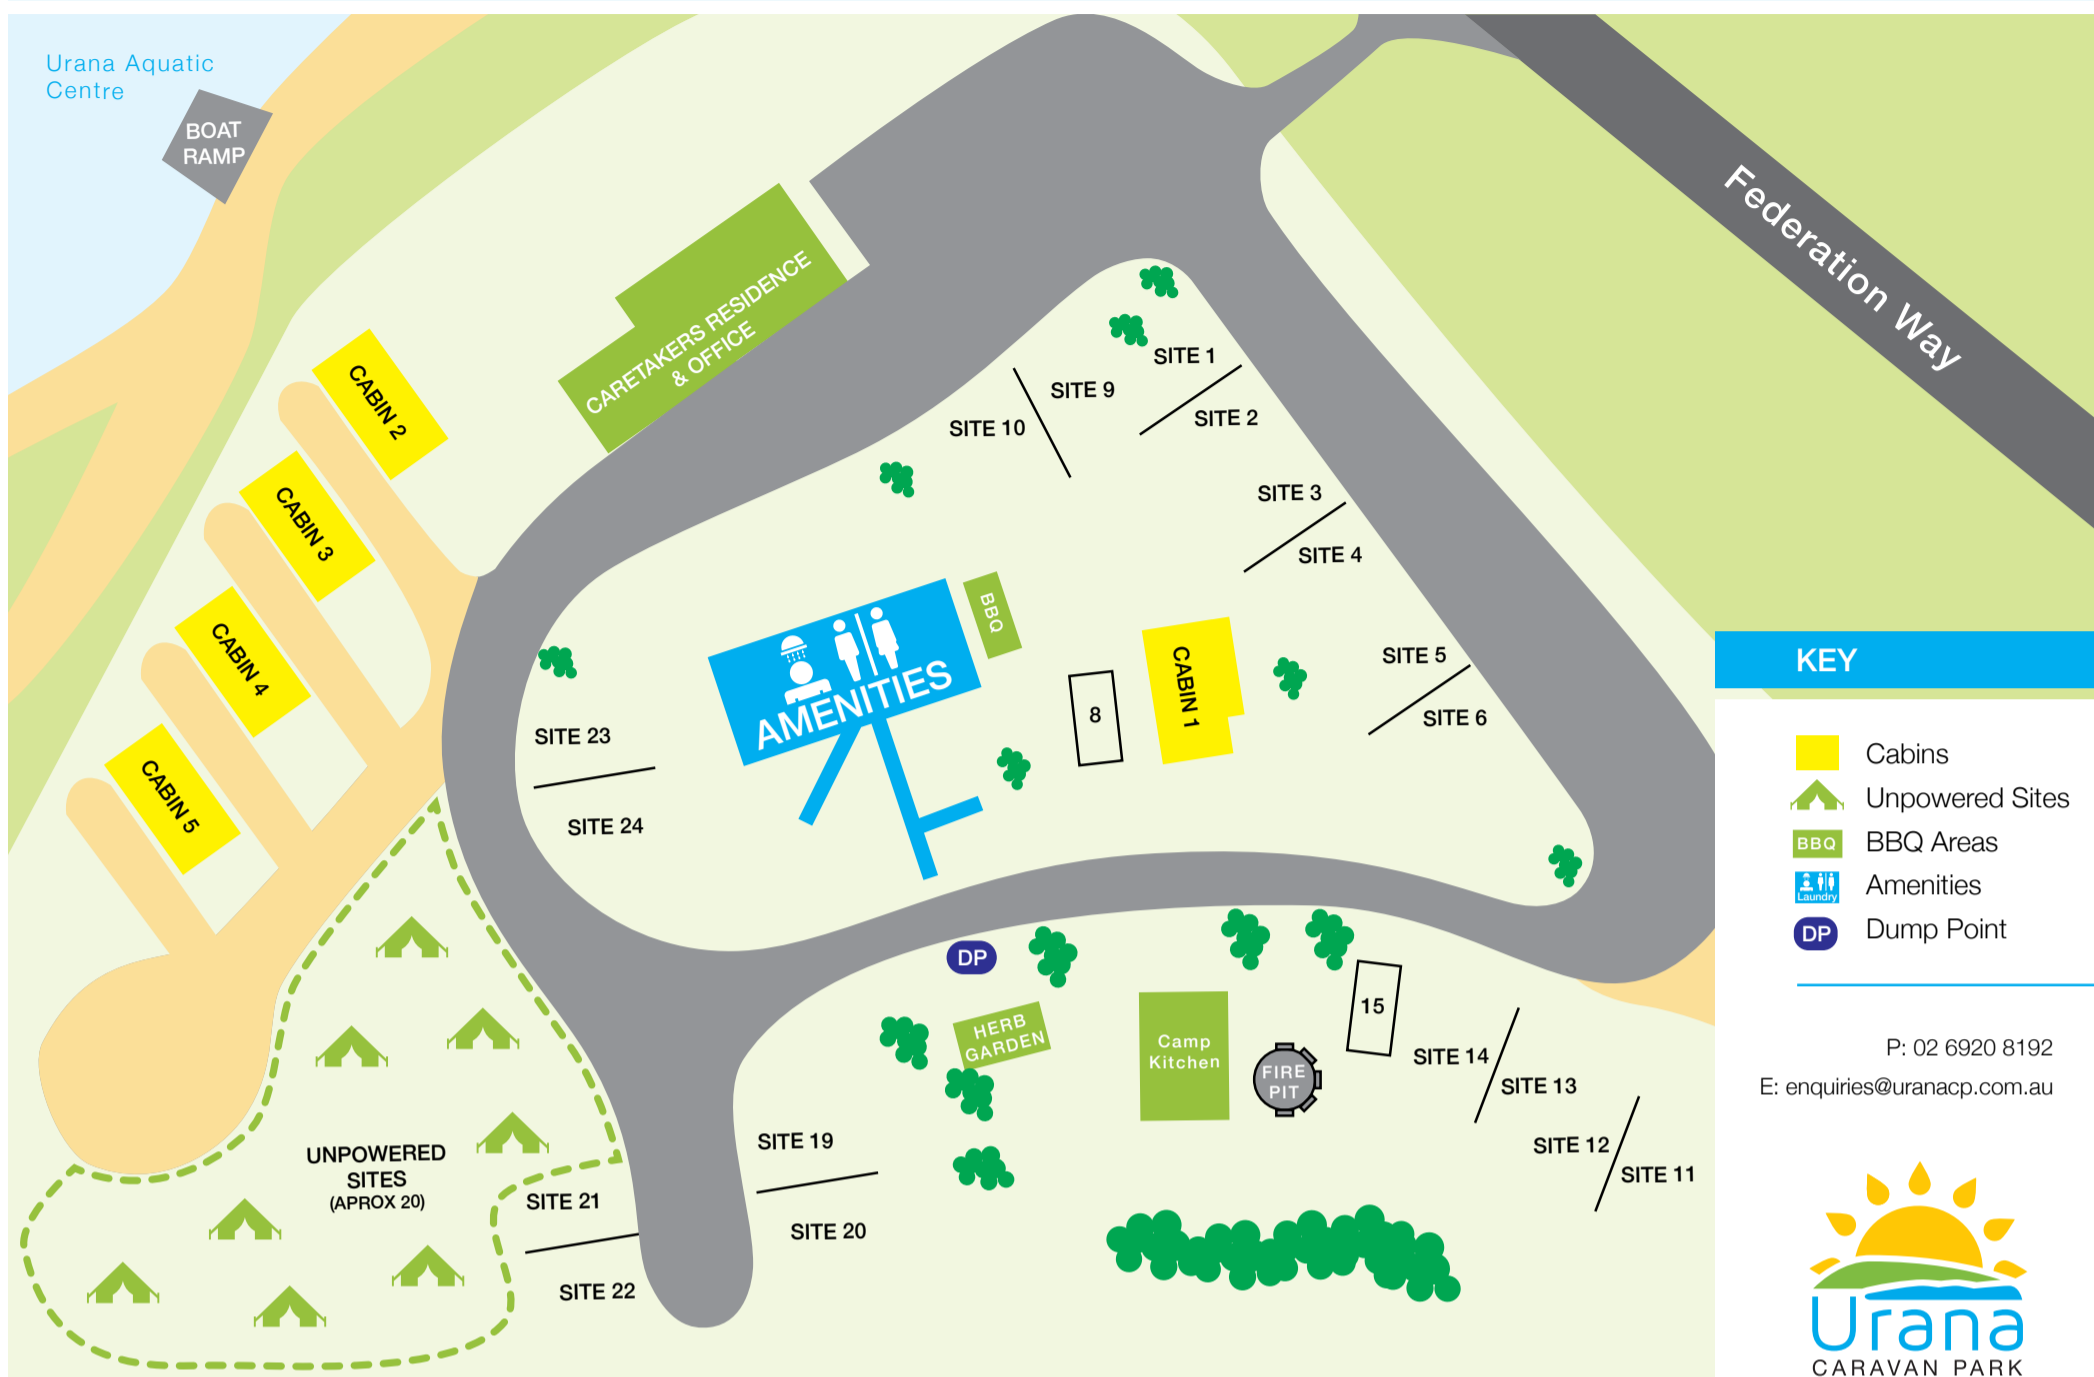 Urana Aquatic
Centre
BOAT
RAMP
Federation Way
CARETAKERS RESIDENCE
& OFFICE
CABIN 2
CABIN 3
CABIN 4
CABIN 5
SITE 1
SITE 9
SITE 10
SITE 2
SITE 3
SITE 4
SITE 5
SITE 6
BBQ
AMENITIES
8
CABIN 1
SITE 23
SITE 24
DP
HERB
GARDEN
Camp
Kitchen
FIRE
PIT
15
SITE 14
SITE 13
SITE 12
SITE 11
SITE 19
SITE 20
SITE 21
SITE 22
UNPOWERED
SITES
(APROX 20)
KEY
Cabins
Unpowered Sites
BBQ BBQ Areas
Laundry Amenities
DP Dump Point
P: 02 6920 8192
E: enquiries@uranacp.com.au
Urana
CARAVAN PARK